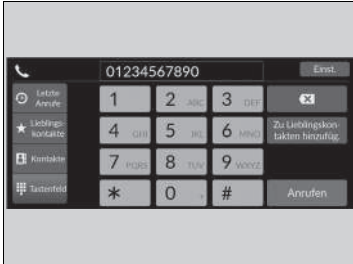 01234567890
Einst.
Letzte
Anrufe
1
2 ABC
3 DEF
Lieblings-
kontakte
4 GHI
5 JKL
6 MNO
Zu Lieblingskon-
takten hinzufüg.
Kontakte
7 PQRS
8 TUV
9 WXYZ
Tastenfeld
*
0 +
#
Anrufen